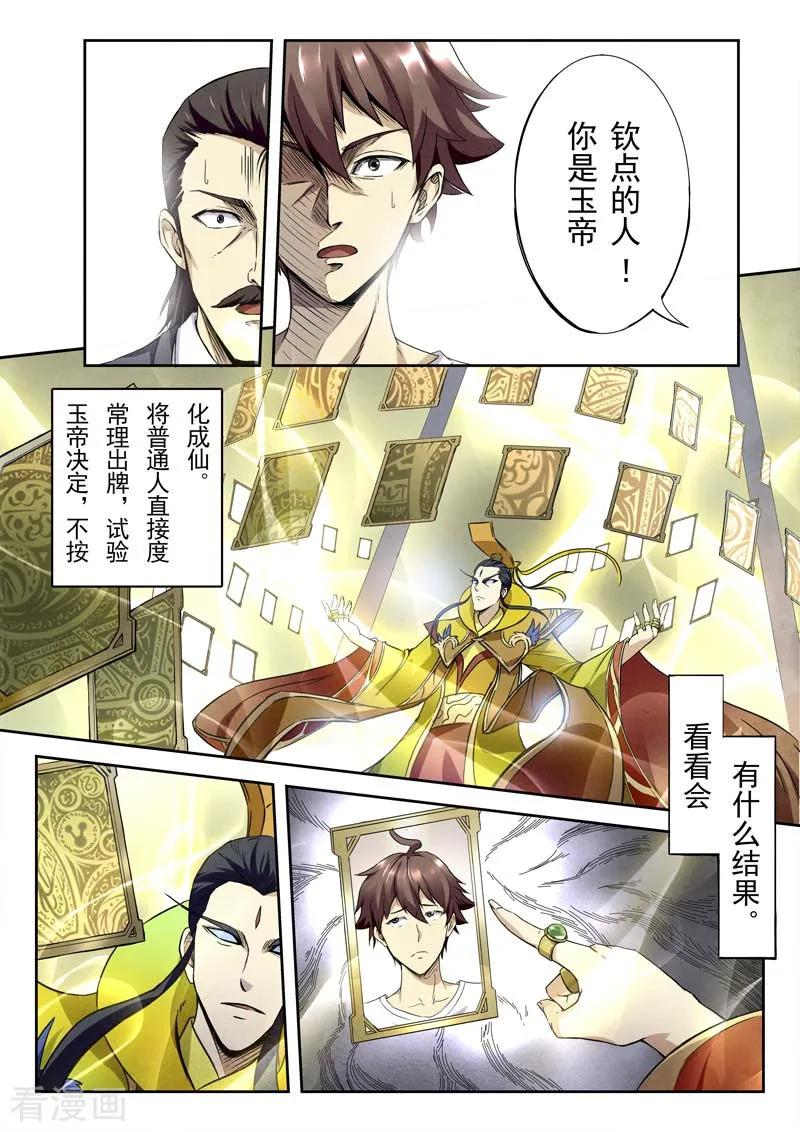 你是玉帝
钦点的人！
玉帝决定，不按
常理出牌，试验
将普通人直接度
化成仙。
看看会
有什么结果。
看漫画